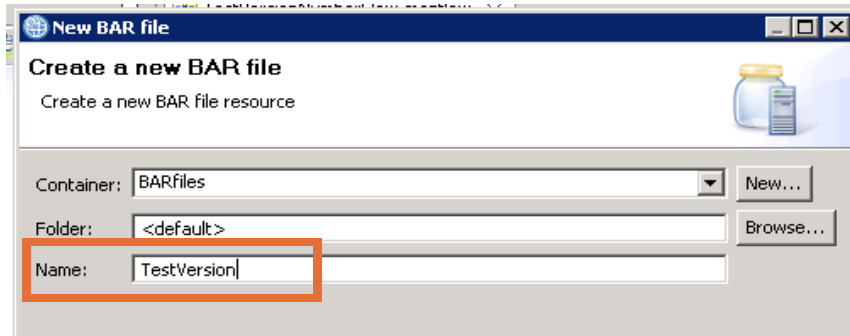 New BAR file
Create a new BAR file
Create a new BAR file resource
Container: BARfiles New...
Folder: <default> Browse...
Name: TestVersion